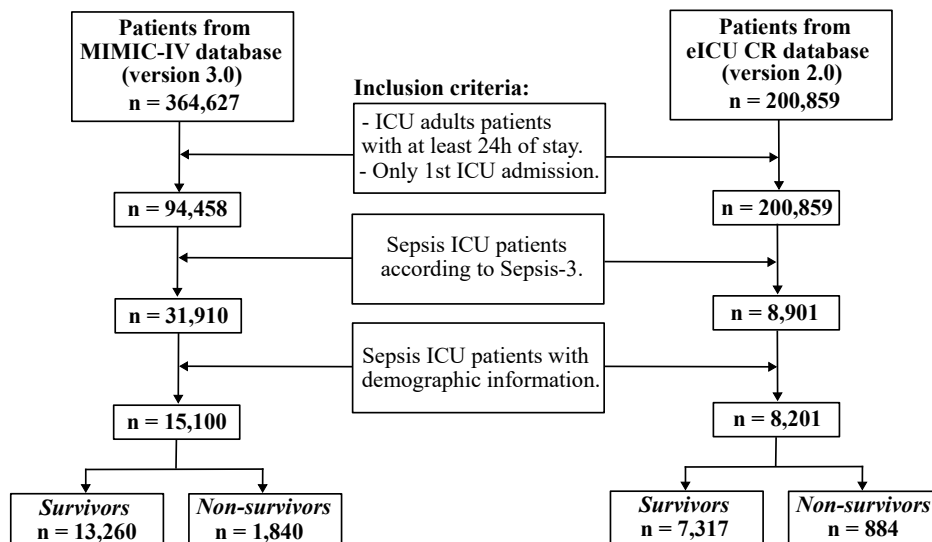 Patients from
MIMIC-IV database
(version 3.0)
n = 364,627
Patients from
eICU CR database
(version 2.0)
n = 200,859
Inclusion criteria:
- ICU adults patients
with at least 24h of stay.
- Only 1st ICU admission.
n = 94,458
n = 200,859
Sepsis ICU patients
according to Sepsis-3.
n = 31,910
n = 8,901
Sepsis ICU patients with
demographic information.
n = 15,100
n = 8,201
Survivors
n = 13,260
Non-survivors
n = 1,840
Survivors
n = 7,317
Non-survivors
n = 884